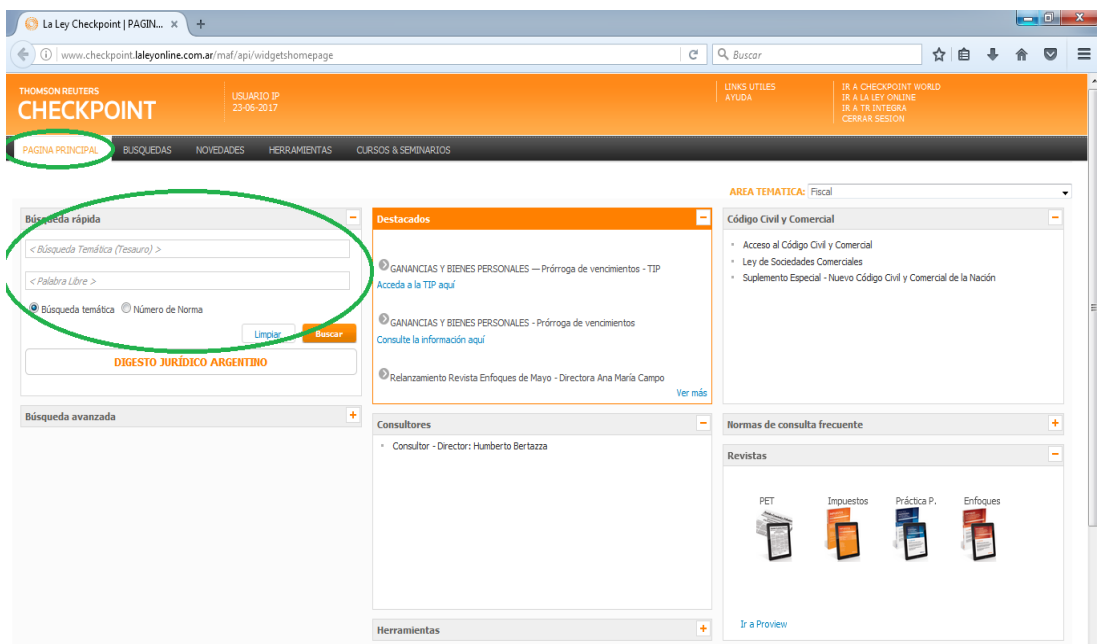 La Ley Checkpoint | PAGIN...
www.checkpoint.laleyonline.com.ar/maf/api/widgetshomepage
Buscar
THOMSON REUTERS
CHECKPOINT
USUARIO IP
23-06-2017
LINKS UTILES
AYUDA
IR A CHECKPOINT WORLD
IR A LA LEY ONLINE
IR A TR INTEGRA
CERRAR SESION
PAGINA PRINCIPAL BUSQUEDAS NOVEDADES HERRAMIENTAS CURSOS & SEMINARIOS
AREA TEMATICA: Fiscal
Búsqueda rápida
< Búsqueda Temática (Tesauro) >
< Palabra Libre >
Búsqueda temática Número de Norma
Limpiar Buscar
DIGESTO JURÍDICO ARGENTINO
Búsqueda avanzada
Destacados
GANANCIAS Y BIENES PERSONALES — Prórroga de vencimientos - TIP
Acceda a la TIP aquí
GANANCIAS Y BIENES PERSONALES - Prórroga de vencimientos
Consulte la información aquí
Relanzamiento Revista Enfoques de Mayo - Directora Ana María Campo
Ver más
Consultores
Consultor - Director: Humberto Bertazza
Herramientas
Código Civil y Comercial
Acceso al Código Civil y Comercial
Ley de Sociedades Comerciales
Suplemento Especial - Nuevo Código Civil y Comercial de la Nación
Normas de consulta frecuente
Revistas
PET Impuestos Práctica P. Enfoques
Ir a Proview